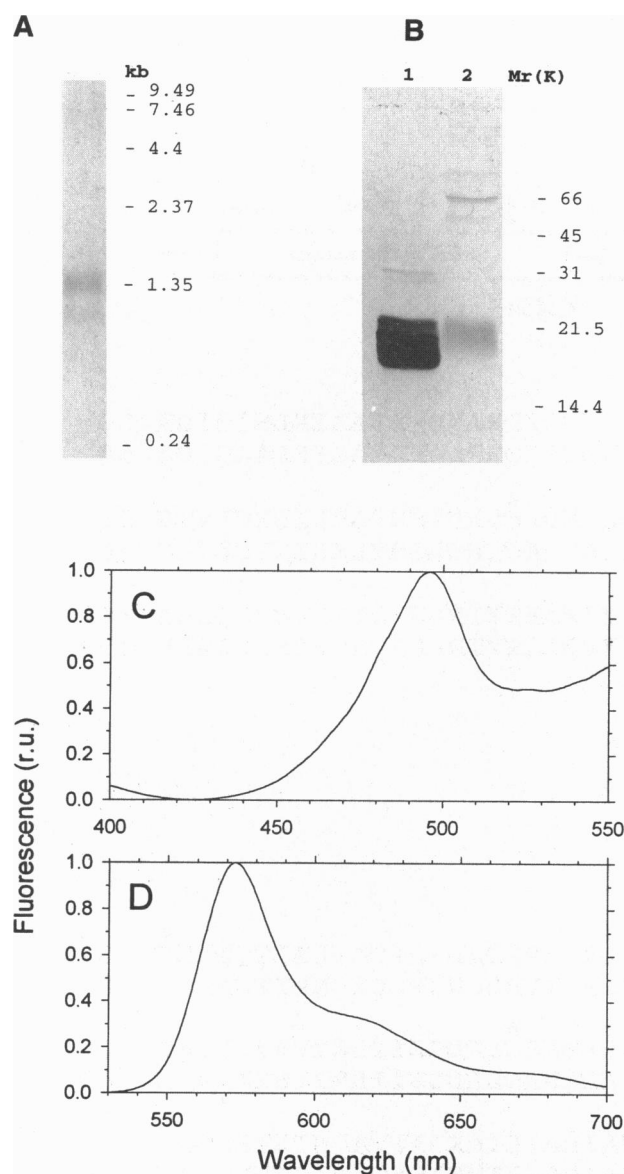 A
B
kb
1 2 Mr(K)
- 9.49
- 7.46
- 4.4
- 2.37
- 1.35
- 0.24
- 66
- 45
- 31
- 21.5
- 14.4
C
1.0
0.8
0.6
0.4
0.2
0.0
400 450 500 550
D
1.0
0.8
0.6
0.4
0.2
0.0
550 600 650 700
Fluorescence (r.u.)
Wavelength (nm)